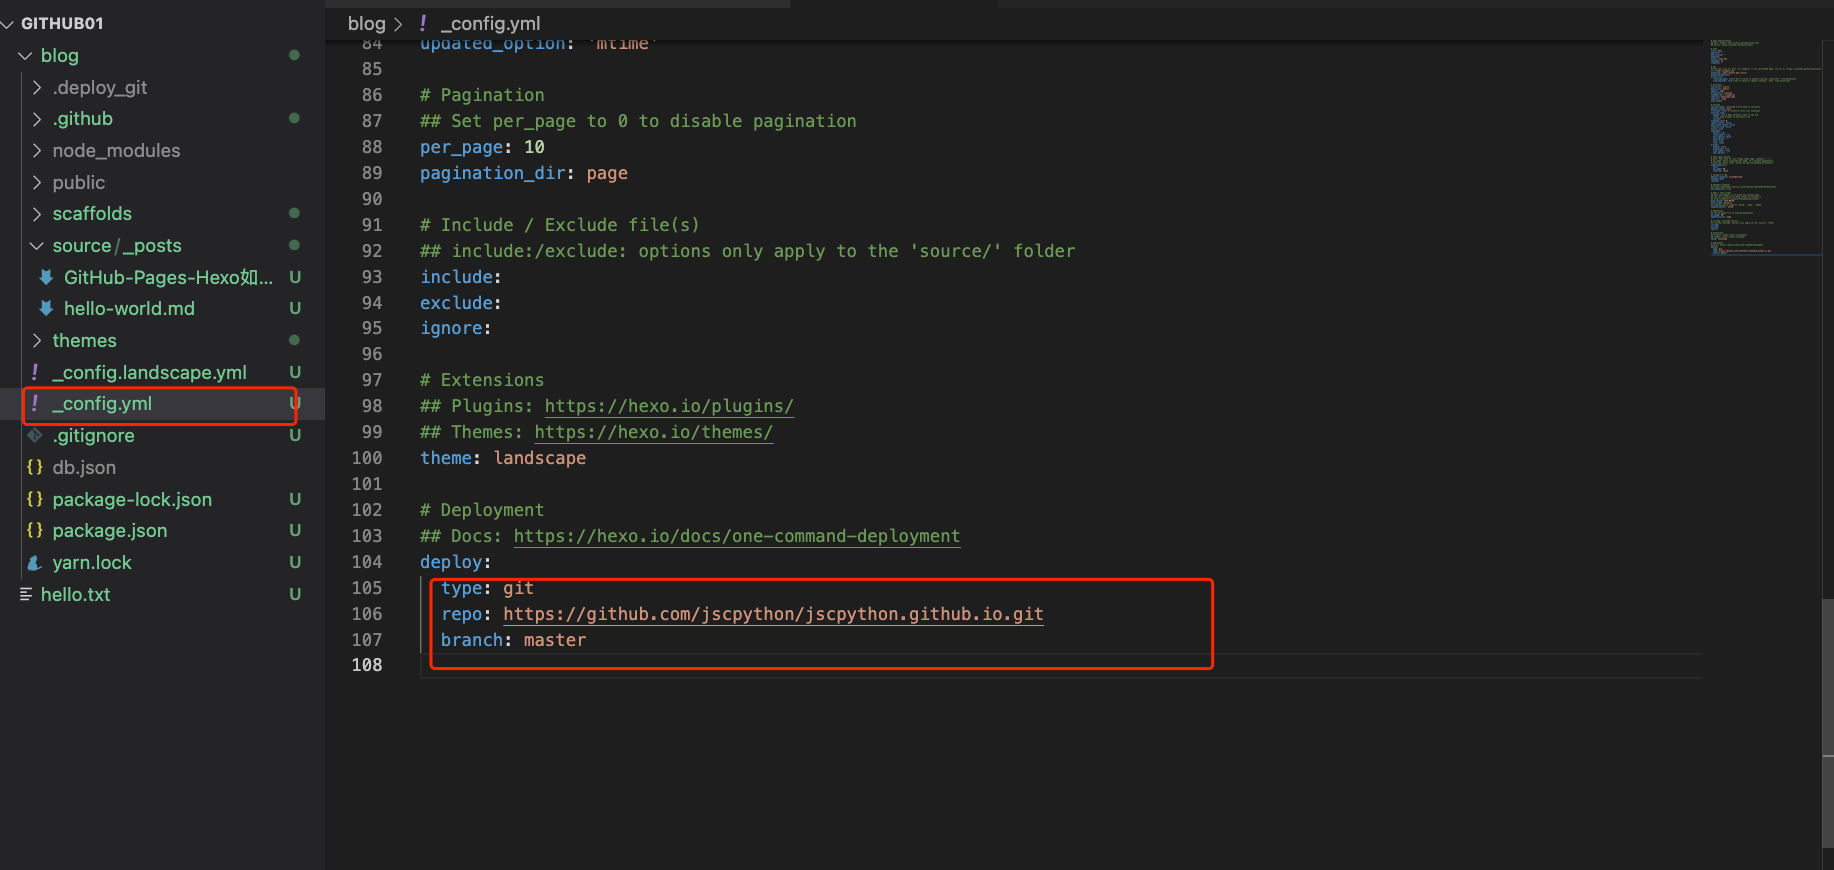 GITHUB01
blog
.deploy_git
.github
node_modules
public
scaffolds
source/_posts
GitHub-Pages-Hexo如... U
hello-world.md U
themes
! _config.landscape.yml U
! _config.yml U
.gitignore U
{} db.json
{} package-lock.json U
{} package.json U
yarn.lock U
hello.txt U
blog > ! _config.yml
84 updated_option: 'mtime'
85
86 # Pagination
87 ## Set per_page to 0 to disable pagination
88 per_page: 10
89 pagination_dir: page
90
91 # Include / Exclude file(s)
92 ## include:/exclude: options only apply to the 'source/' folder
93 include:
94 exclude:
95 ignore:
96
97 # Extensions
98 ## Plugins: https://hexo.io/plugins/
99 ## Themes: https://hexo.io/themes/
100 theme: landscape
101
102 # Deployment
103 ## Docs: https://hexo.io/docs/one-command-deployment
104 deploy:
105 type: git
106 repo: https://github.com/jscpython/jscpython.github.io.git
107 branch: master
108